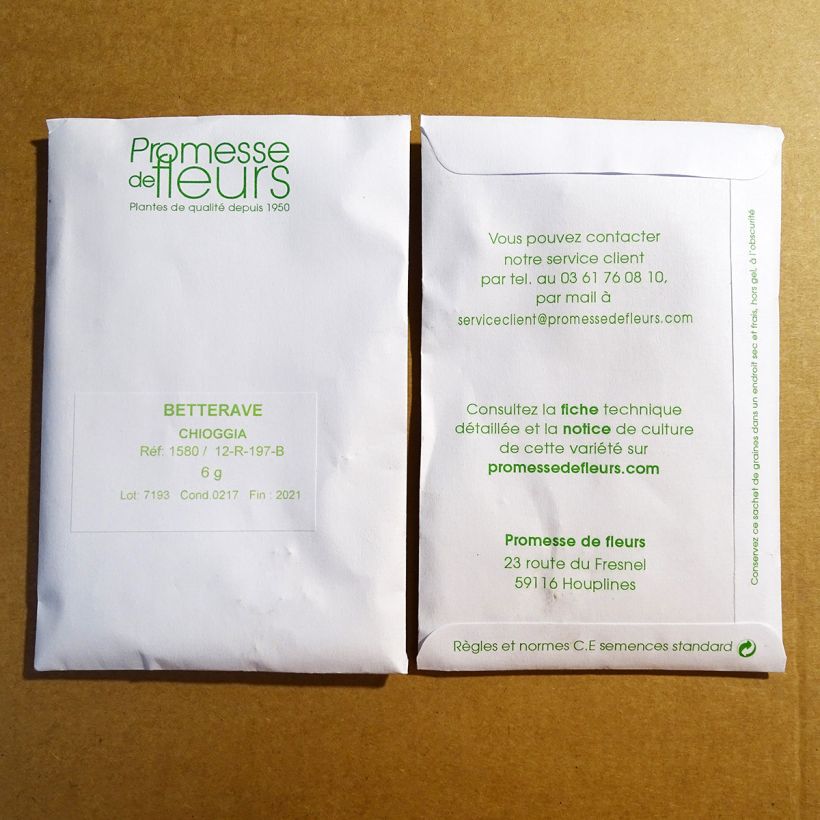 Promesse
de fleurs
Plantes de qualité depuis 1950
BETTERAVE
CHIOGGIA
Réf: 1580 / 12-R-197-B
6 g
Lot: 7193 Cond.0217 Fin : 2021
Vous pouvez contacter
notre service client
par tel. au 03 61 76 08 10,
par mail à
serviceclient@promessedefleurs.com
Consultez la fiche technique
détaillée et la notice de culture
de cette variété sur
promessedefleurs.com
Promesse de fleurs
23 route du Fresnel
59116 Houplines
Règles et normes C.E semences standard
Conservez ce sachet de graines dans un endroit sec et frais, hors gel, à l'obscurité